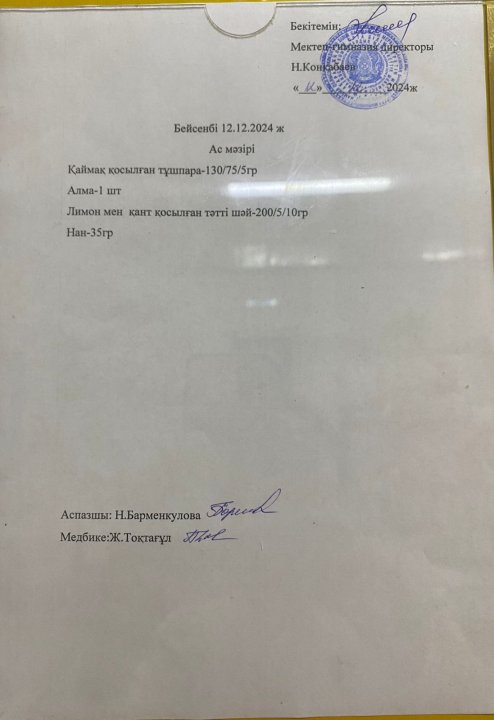 Бекітемін:
Мектеп-гимназия директоры
Н.Конкабаев
« » 2024ж
Бейсенбі 12.12.2024 ж
Ас мәзірі
Қаймақ қосылған тұшпара-130/75/5гр
Алма-1 шт
Лимон мен қант қосылған тәтті шәй-200/5/10гр
Нан-35гр
Аспазшы: Н.Барменкулова
Медбике:Ж.Тоқтағұл